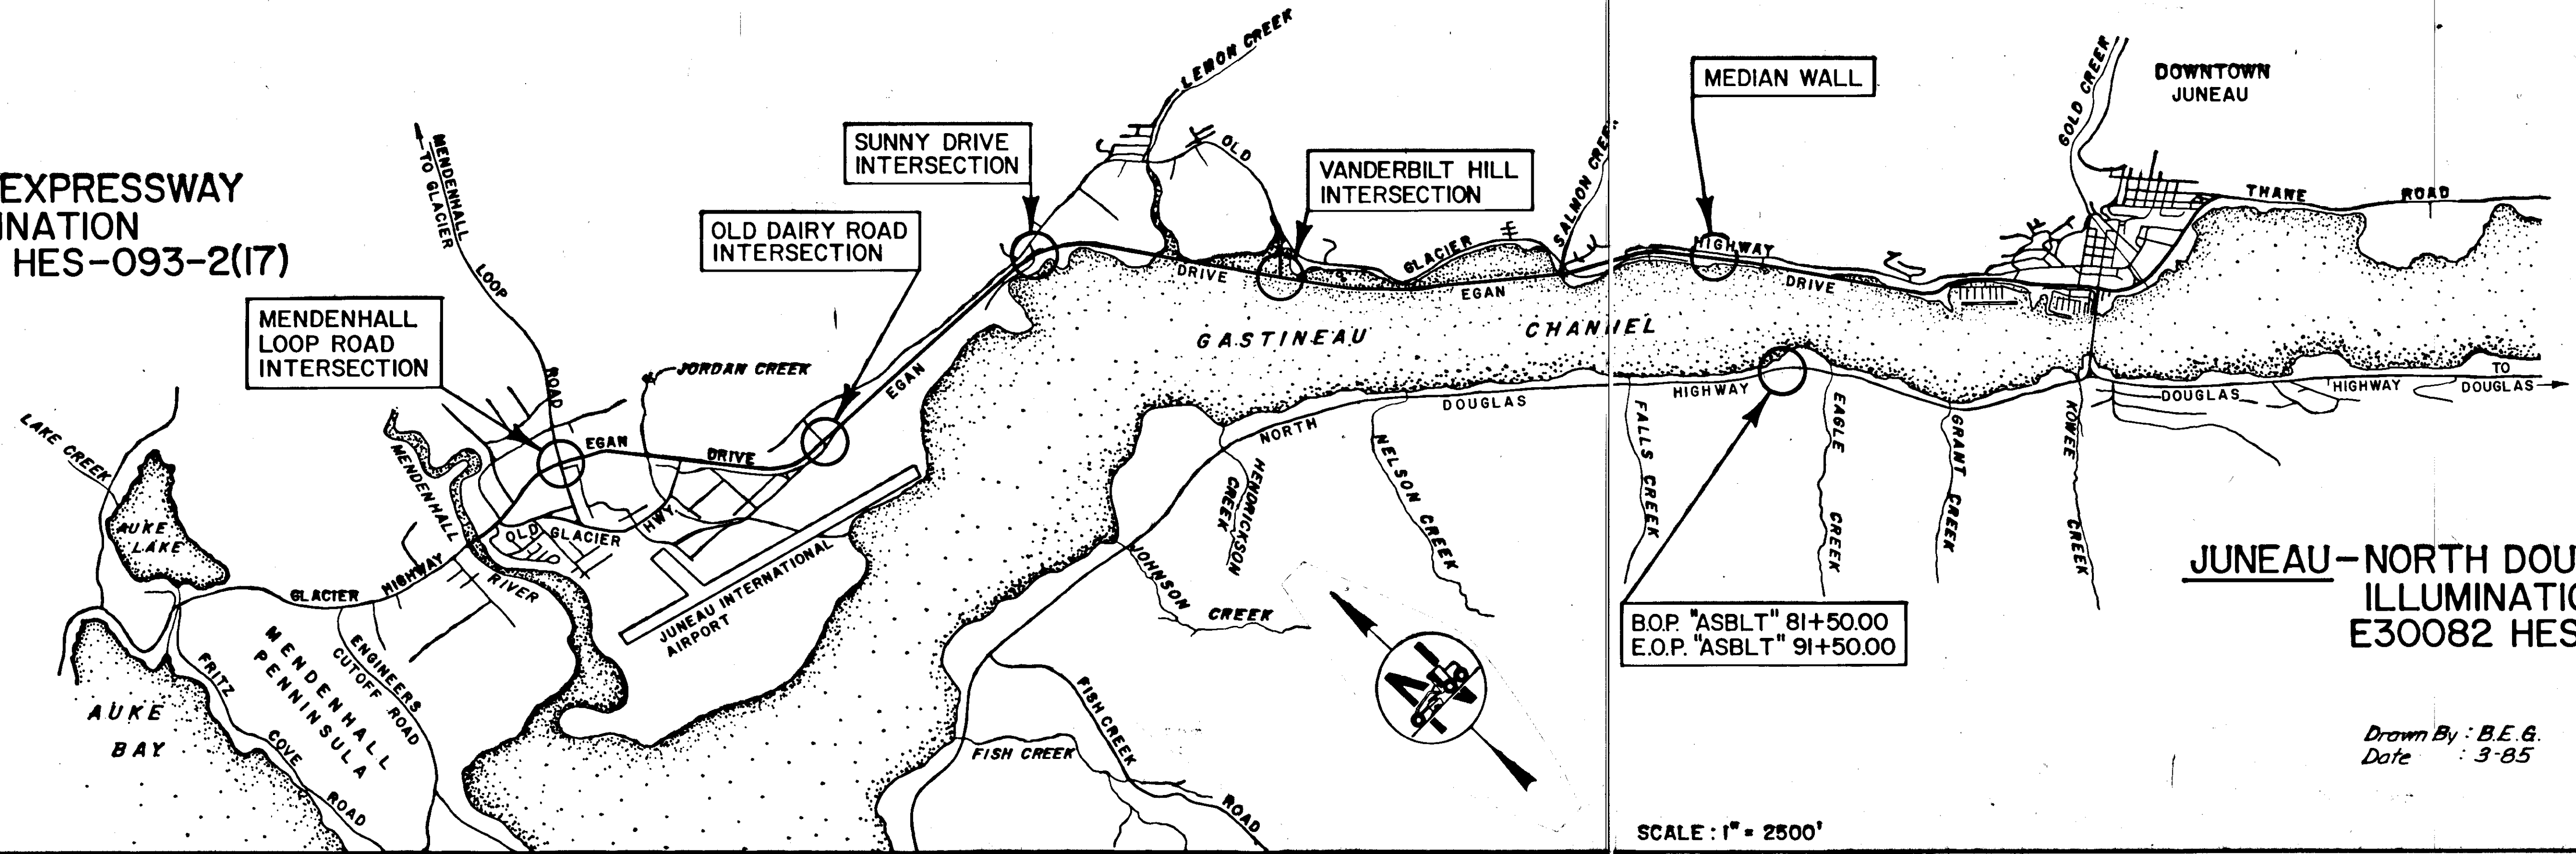 EXPRESSWAY
INATION
HES-093-2(17)
MENDENHALL
LOOP ROAD
INTERSECTION
OLD DAIRY ROAD
INTERSECTION
SUNNY DRIVE
INTERSECTION
VANDERBILT HILL
INTERSECTION
MEDIAN WALL
DOWNTOWN
JUNEAU
MENDENHALL
TO GLACIER
LOOP
ROAD
LEMON CREEK
OLD
GLACIER
HIGHWAY
SALMON CREE
GOLD CREEK
THANE ROAD
DRIVE
EGAN
DRIVE
GASTINEAU CHANNEL
JORDAN CREEK
EGAN
EGAN DRIVE
LAKE CREEK
AUKE
LAKE
MENDENHALL
RIVER
OLD GLACIER
HWY.
GLACIER HIGHWAY
JUNEAU INTERNATIONAL
AIRPORT
MENDENHALL
PENNINSULA
ENGINEERS
CUTOFF ROAD
FRITZ
COVE
ROAD
AUKE
BAY
NORTH
DOUGLAS
HIGHWAY
DOUGLAS
HIGHWAY
TO
DOUGLAS
HENDRICKSON
CREEK
NELSON CREEK
JOHNSON
CREEK
FISH CREEK
FISH CREEK
ROAD
FALLS CREEK
EAGLE
CREEK
GRANT
CREEK
KOWEE
CREEK
N
B.O.P. "ASBLT" 81+50.00
E.O.P. "ASBLT" 91+50.00
JUNEAU-NORTH DOU
ILLUMINATIO
E30082 HES
Drawn By : B.E.G.
Date : 3-85
SCALE : 1" = 2500'